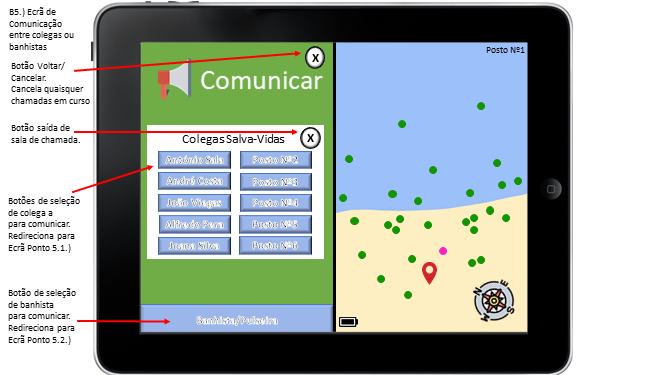 B5.) Ecrã de
Comunicação
entre colegas ou
banhistas
Botão Voltar/
Cancelar.
Cancela quaisquer
chamadas em curso
Botão saída de
sala de chamada.
Botões de seleção
de colega a
para comunicar.
Redireciona para
Ecrã Ponto 5.1.)
Botão de seleção
de banhista
para comunicar.
Redireciona para
Ecrã Ponto 5.2.)
X
Comunicar
X
Colegas Salva-Vidas
António Sala Posto Nº2
André Costa Posto Nº3
João Viegas Posto Nº4
Alfredo Pera Posto Nº5
Joana Silva Posto Nº6
Banhista/Pulseira
Posto Nº1
N E
W S